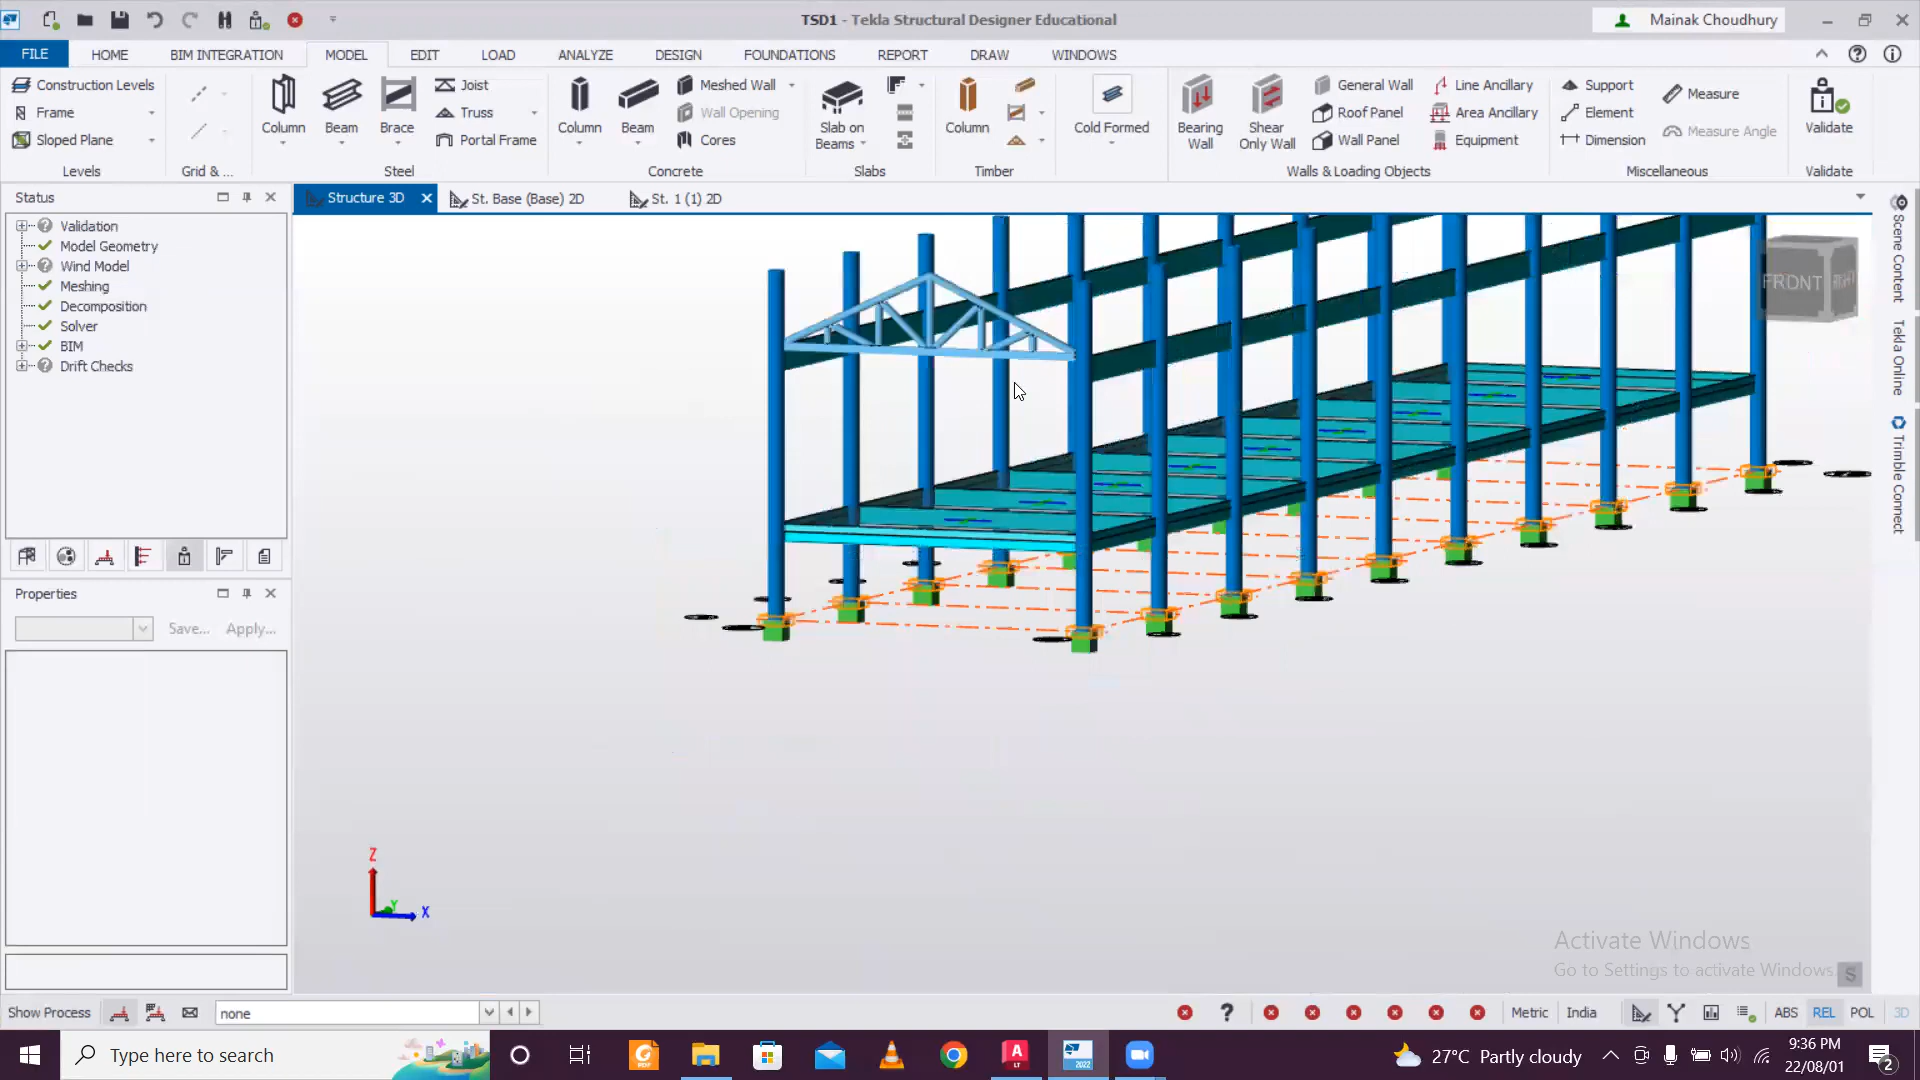 TSD1 - Tekla Structural Designer Educational
Mainak Choudhury
FILE
HOME
BIM INTEGRATION
MODEL
EDIT
LOAD
ANALYZE
DESIGN
FOUNDATIONS
REPORT
DRAW
WINDOWS
Construction Levels
Frame
Sloped Plane
Levels
Grid & ...
Column
Beam
Brace
Joist
Truss
Portal Frame
Steel
Column
Beam
Meshed Wall
Wall Opening
Cores
Concrete
Slab on
Beams
Slabs
Column
Timber
Cold Formed
Bearing
Wall
Shear
Only Wall
General Wall
Roof Panel
Wall Panel
Line Ancillary
Area Ancillary
Equipment
Walls & Loading Objects
Support
Element
Dimension
Measure
Measure Angle
Miscellaneous
Validate
Validate
Status
Validation
Model Geometry
Wind Model
Meshing
Decomposition
Solver
BIM
Drift Checks
Structure 3D
St. Base (Base) 2D
St. 1 (1) 2D
FRONT
RIGHT
Scene Content
Tekla Online
Trimble Connect
Properties
Save...
Apply...
Z
Y
X
Activate Windows
Go to Settings to activate Windows.
S
Show Process
none
Metric
India
ABS
REL
POL
3D
Type here to search
PDF
LT
2022
27°C Partly cloudy
9:36 PM
22/08/01
2